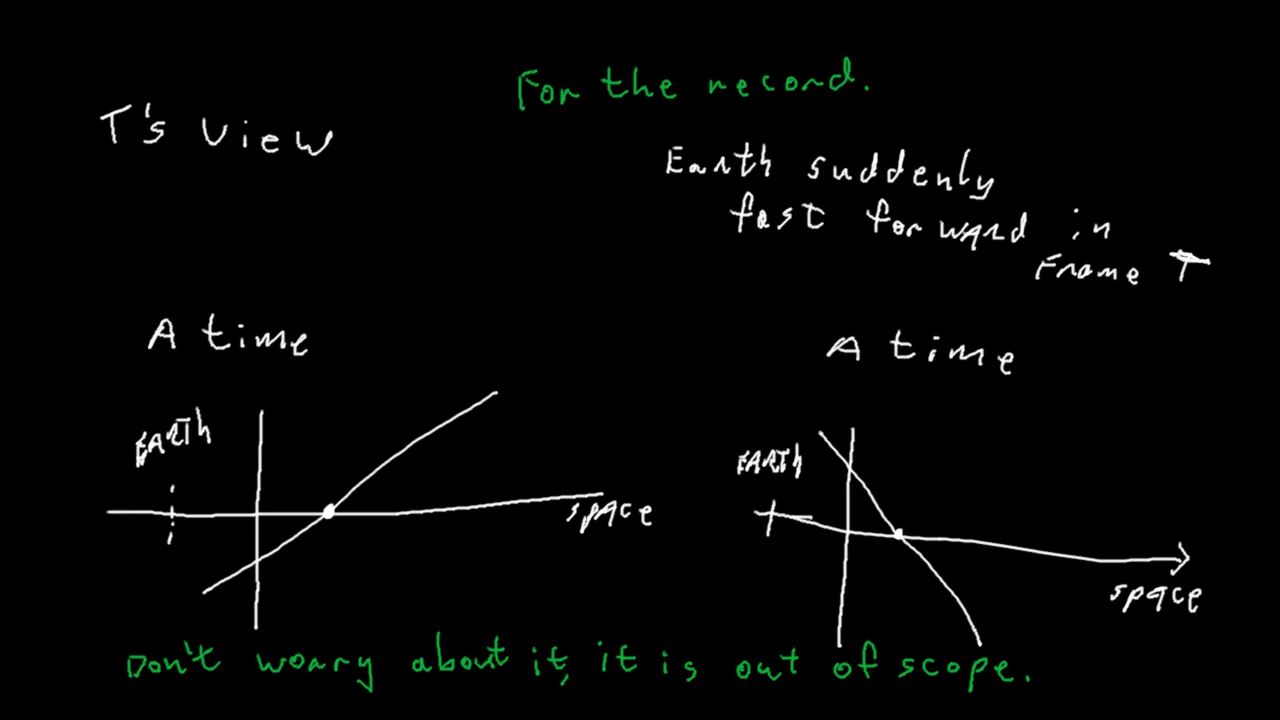 For the record.
T's View
Earth suddenly
fast forward in
Frame T
A time
A time
EARTH
EARTH
space
space
Don't worry about it, it is out of scope.